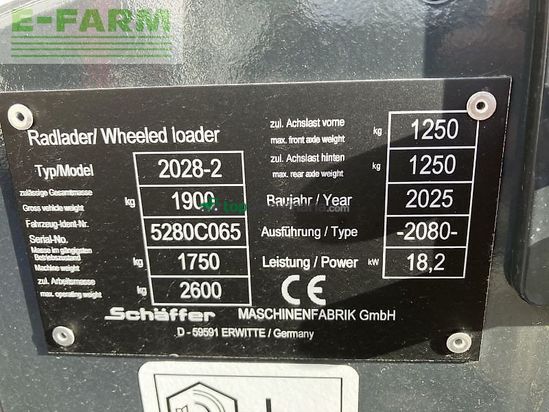 E-FARM
Radlader/ Wheeled loader
Typ/Model 2028-2
zulässige Gesamtmasse
Gross vehicle weight kg 1900
Fahrzeug-Ident-Nr.
Serial-No. 5280C065
Masse im gängigsten
Betriebszustand
Machine weight kg 1750
zul. Arbeitsmasse
max. operating weight kg 2600
zul. Achslast vorne
max. front axle weight kg 1250
zul. Achslast hinten
max. rear axle weight kg 1250
Baujahr / Year 2025
Ausführung / Type -2080-
Leistung / Power kW 18,2
CE
Schäffer MASCHINENFABRIK GmbH
D - 59591 ERWITTE / Germany